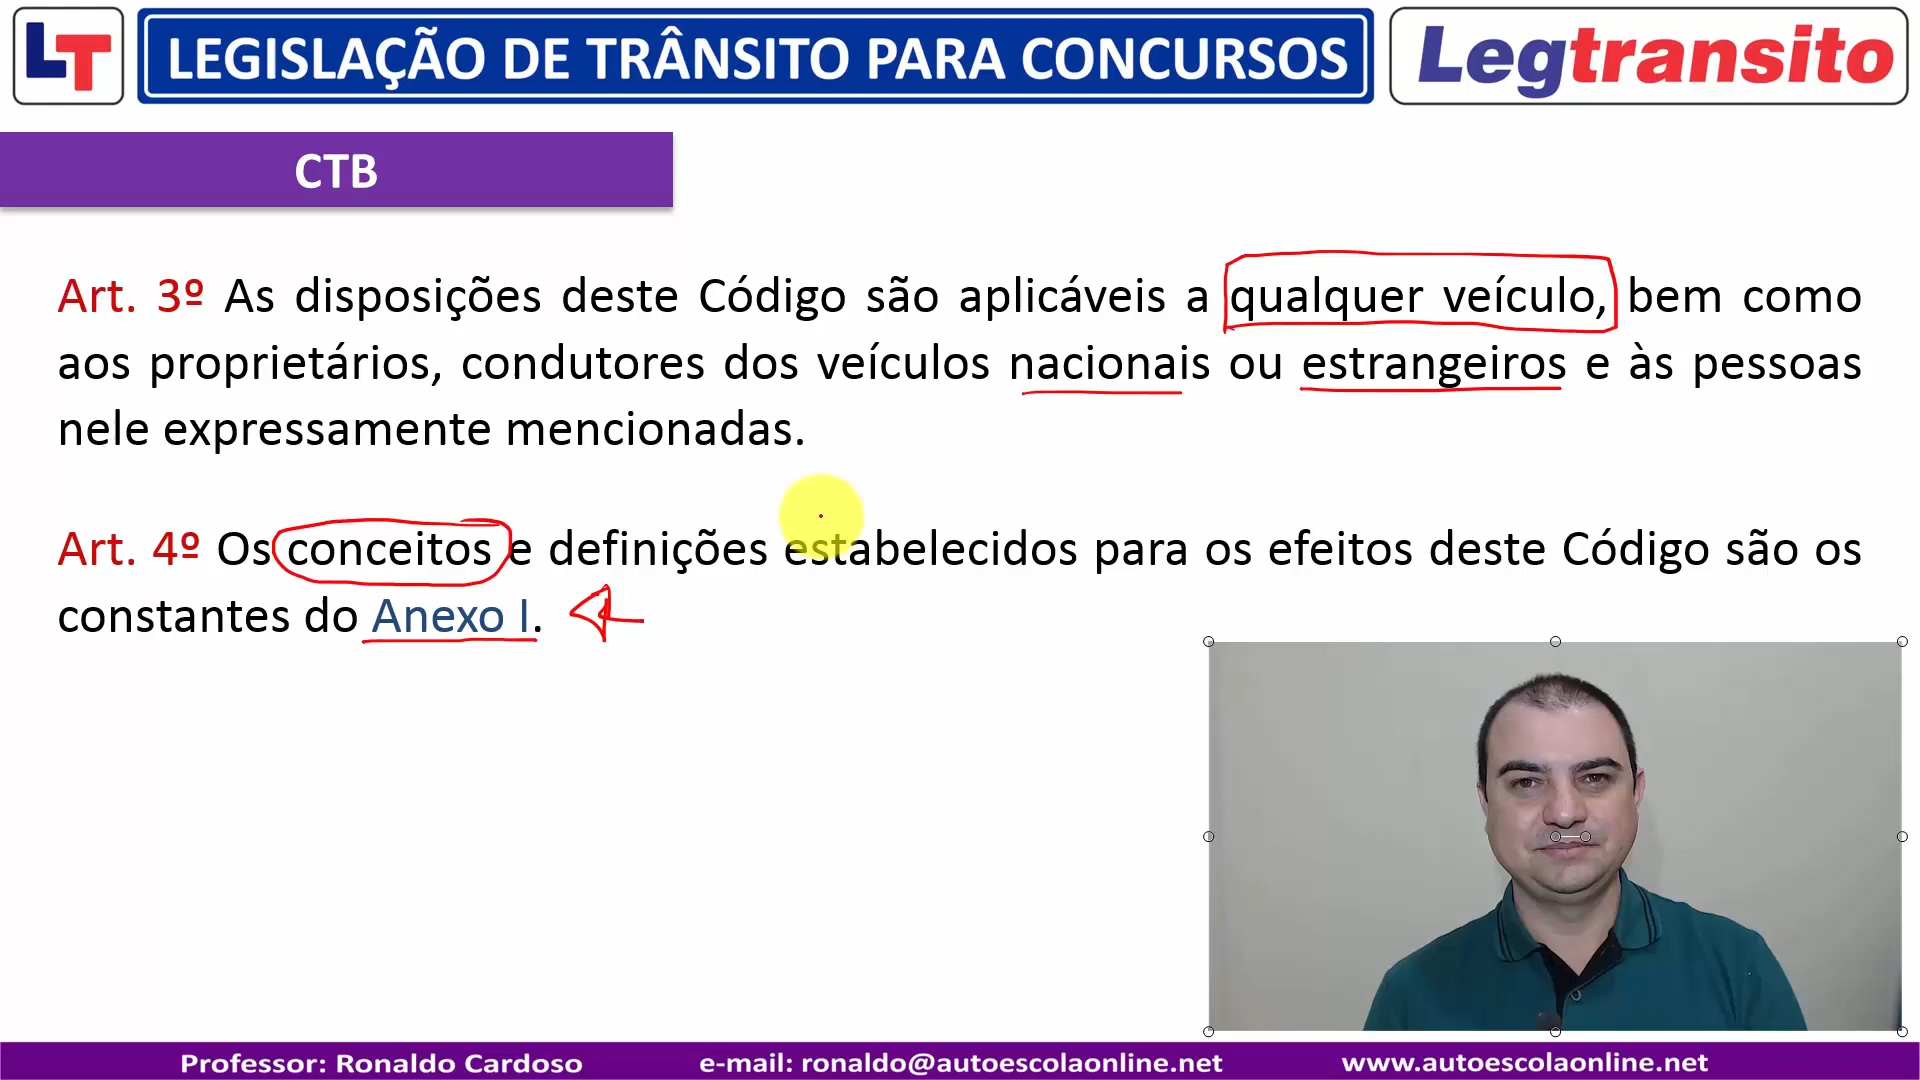 LT
LEGISLAÇÃO DE TRÂNSITO PARA CONCURSOS
Legtransito
CTB
Art. 3º As disposições deste Código são aplicáveis a qualquer veículo, bem como
aos proprietários, condutores dos veículos nacionais ou estrangeiros e às pessoas
nele expressamente mencionadas.
Art. 4º Os conceitos e definições estabelecidos para os efeitos deste Código são os
constantes do Anexo I.
Professor: Ronaldo Cardoso e-mail: ronaldo@autoescolaonline.net www.autoescolaonline.net